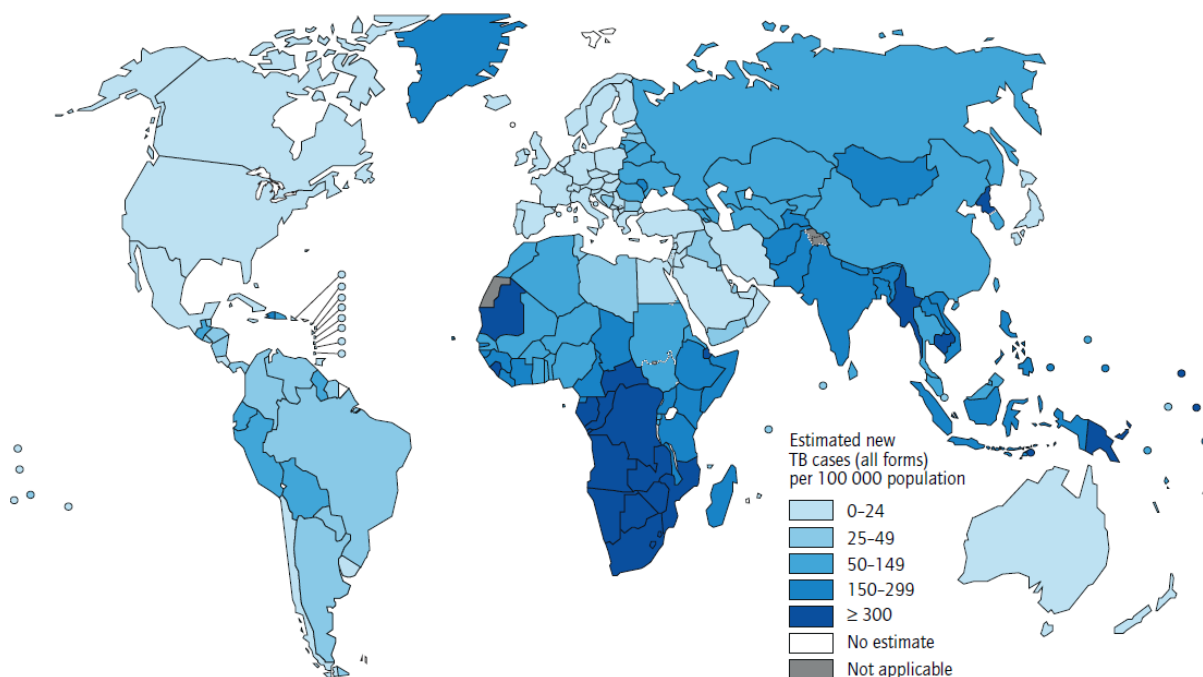 Estimated new
TB cases (all forms)
per 100 000 population
0–24
25–49
50–149
150–299
≥ 300
No estimate
Not applicable